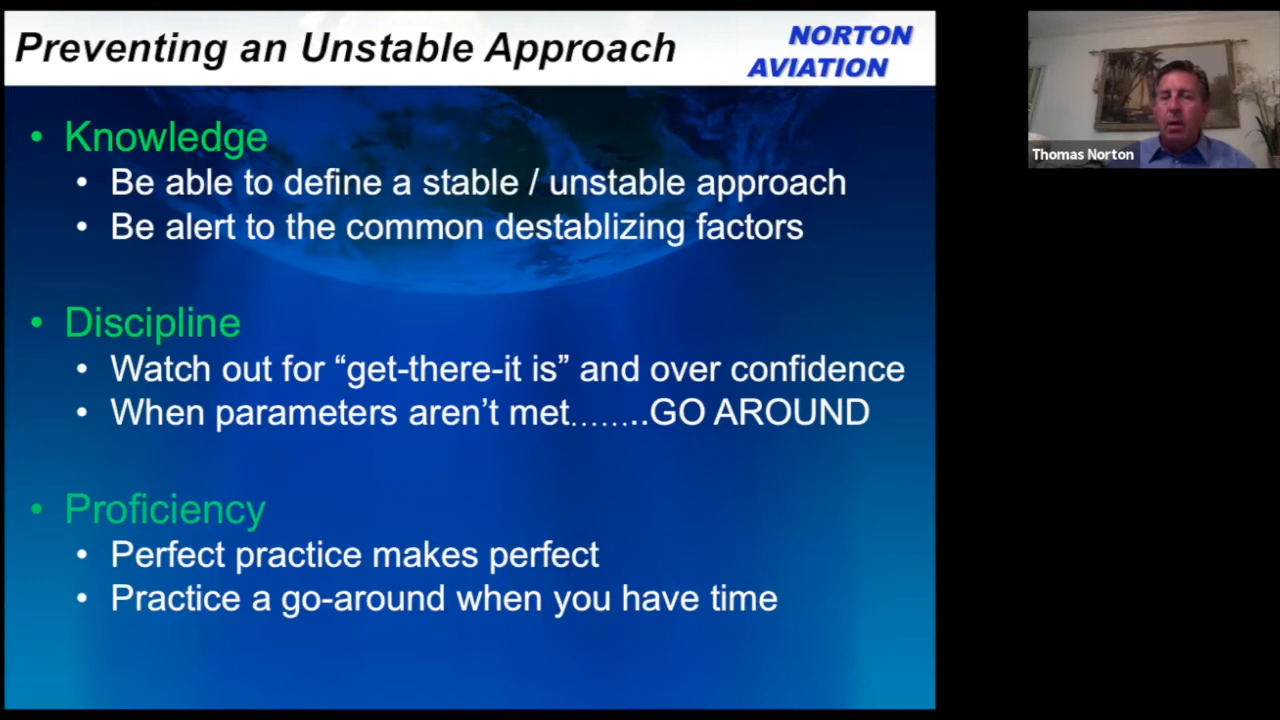 Preventing an Unstable Approach
NORTON
AVIATION
• Knowledge
• Be able to define a stable / unstable approach
• Be alert to the common destablizing factors
• Discipline
• Watch out for “get-there-it is” and over confidence
• When parameters aren’t met……..GO AROUND
• Proficiency
• Perfect practice makes perfect
• Practice a go-around when you have time
Thomas Norton